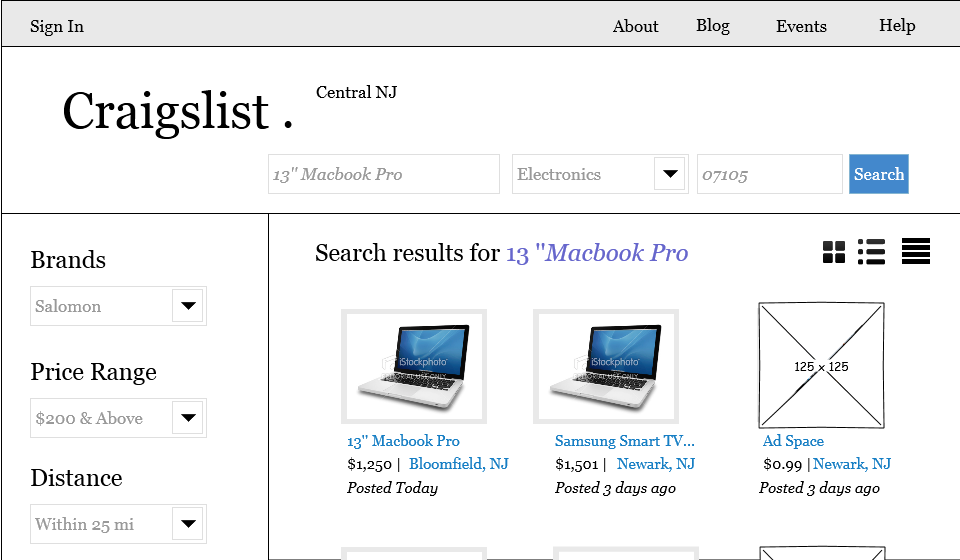 Sign In
About
Blog
Events
Help
Craigslist .
Central NJ
13" Macbook Pro
Electronics
07105
Search
Brands
Salomon
Price Range
$200 & Above
Distance
Within 25 mi
Search results for 13 "Macbook Pro
iStockphoto
iStockphoto
125 x 125
13" Macbook Pro
$1,250 | Bloomfield, NJ
Posted Today
Samsung Smart TV...
$1,501 | Newark, NJ
Posted 3 days ago
Ad Space
$0.99 | Newark, NJ
Posted 3 days ago